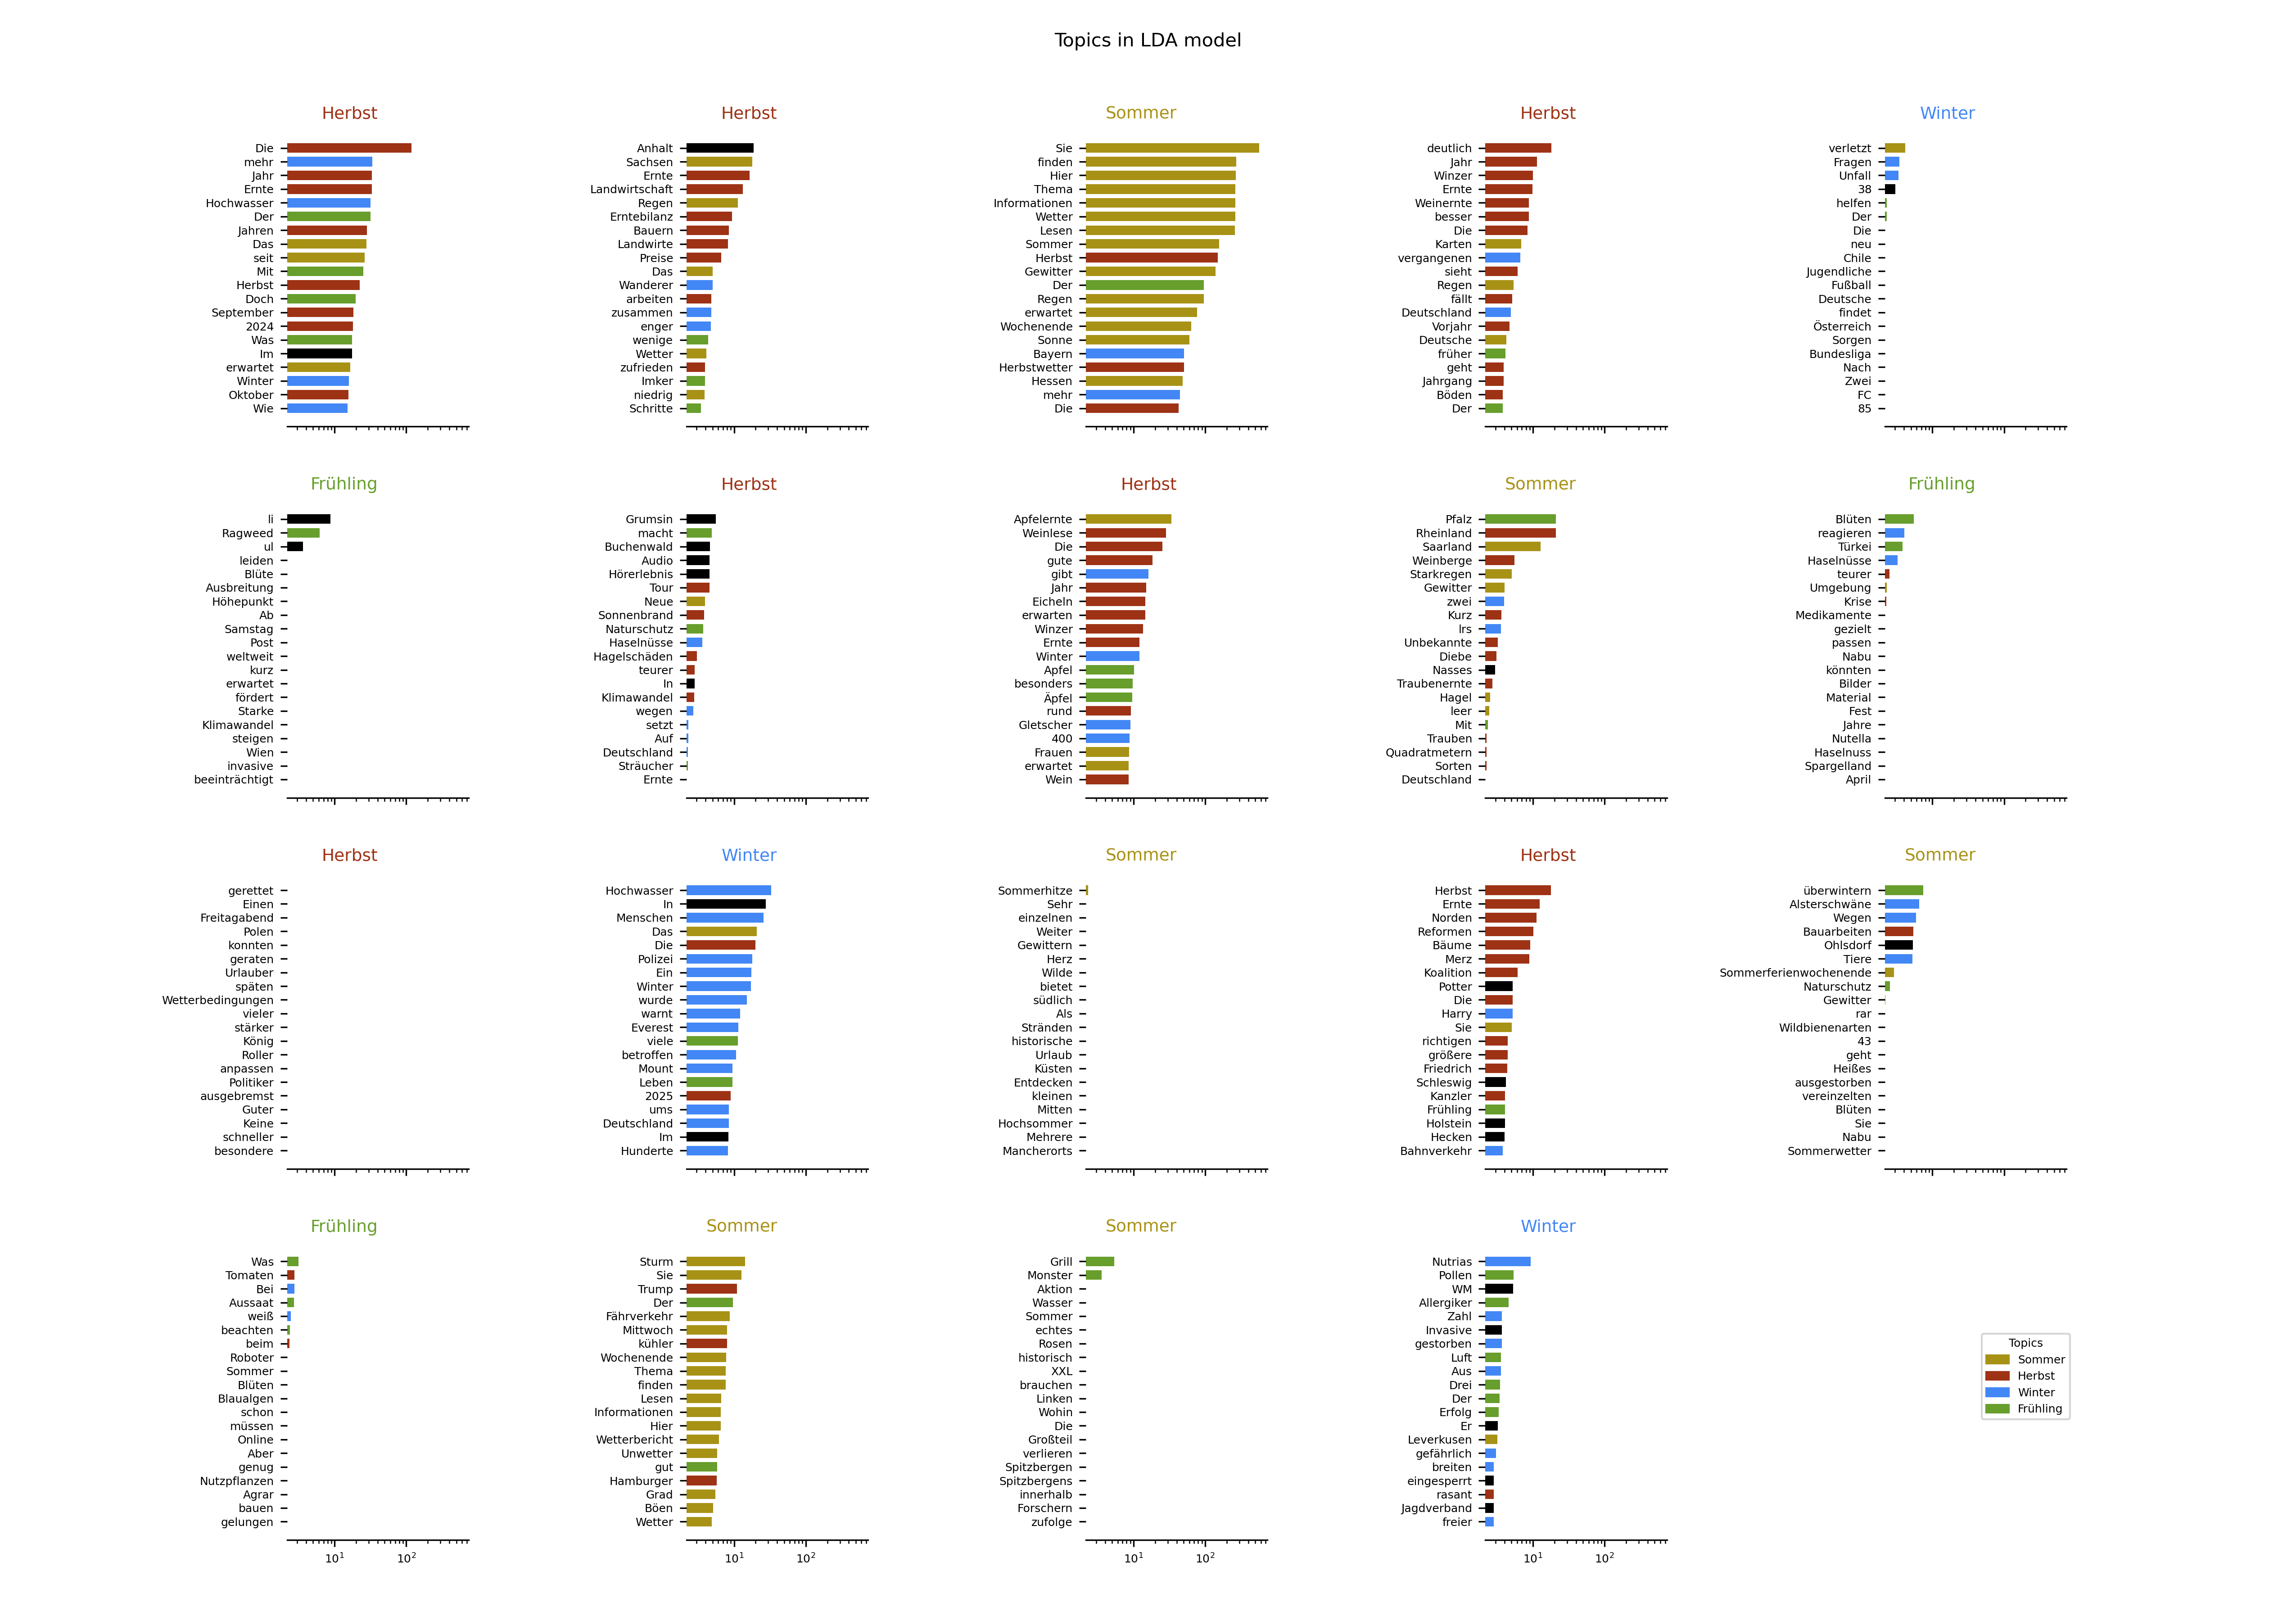 Topics in LDA model
Herbst
Die
mehr
Jahr
Ernte
Hochwasser
Der
Jahren
Das
seit
Mit
Herbst
Doch
September
2024
Was
Im
erwartet
Winter
Oktober
Wie
Herbst
Anhalt
Sachsen
Ernte
Landwirtschaft
Regen
Erntebilanz
Bauern
Landwirte
Preise
Das
Wanderer
arbeiten
zusammen
enger
wenige
Wetter
zufrieden
Imker
niedrig
Schritte
Sommer
Sie
finden
Hier
Thema
Informationen
Wetter
Lesen
Sommer
Herbst
Gewitter
Der
Regen
erwartet
Wochenende
Sonne
Bayern
Herbstwetter
Hessen
mehr
Die
Herbst
deutlich
Jahr
Winzer
Ernte
Weinernte
besser
Die
Karten
vergangenen
sieht
Regen
fällt
Deutschland
Vorjahr
Deutsche
früher
geht
Jahrgang
Böden
Der
Winter
verletzt
Fragen
Unfall
38
helfen
Der
Die
neu
Chile
Jugendliche
Fußball
Deutsche
findet
Österreich
Sorgen
Bundesliga
Nach
Zwei
FC
85
Frühling
li
Ragweed
ul
leiden
Blüte
Ausbreitung
Höhepunkt
Ab
Samstag
Post
weltweit
kurz
erwartet
fördert
Starke
Klimawandel
steigen
Wien
invasive
beeinträchtigt
Herbst
Grumsin
macht
Buchenwald
Audio
Hörerlebnis
Tour
Neue
Sonnenbrand
Naturschutz
Haselnüsse
Hagelschäden
teurer
In
Klimawandel
wegen
setzt
Auf
Deutschland
Sträucher
Ernte
Herbst
Apfelernte
Weinlese
Die
gute
gibt
Jahr
Eicheln
erwarten
Winzer
Ernte
Winter
Apfel
besonders
Äpfel
rund
Gletscher
400
Frauen
erwartet
Wein
Sommer
Pfalz
Rheinland
Saarland
Weinberge
Starkregen
Gewitter
zwei
Kurz
lrs
Unbekannte
Diebe
Nasses
Traubenernte
Hagel
leer
Mit
Trauben
Quadratmetern
Sorten
Deutschland
Frühling
Blüten
reagieren
Türkei
Haselnüsse
teurer
Umgebung
Krise
Medikamente
gezielt
passen
Nabu
könnten
Bilder
Material
Fest
Jahre
Nutella
Haselnuss
Spargelland
April
Herbst
gerettet
Einen
Freitagabend
Polen
konnten
geraten
Urlauber
späten
Wetterbedingungen
vieler
stärker
König
Roller
anpassen
Politiker
ausgebremst
Guter
Keine
schneller
besondere
Winter
Hochwasser
In
Menschen
Das
Die
Polizei
Ein
Winter
wurde
warnt
Everest
viele
betroffen
Mount
Leben
2025
ums
Deutschland
Im
Hunderte
Sommer
Sommerhitze
Sehr
einzelnen
Weiter
Gewittern
Herz
Wilde
bietet
südlich
Als
Stränden
historische
Urlaub
Küsten
Entdecken
kleinen
Mitten
Hochsommer
Mehrere
Mancherorts
Herbst
Herbst
Ernte
Norden
Reformen
Bäume
Merz
Koalition
Potter
Die
Harry
Sie
richtigen
größere
Friedrich
Schleswig
Kanzler
Frühling
Holstein
Hecken
Bahnverkehr
Sommer
überwintern
Alsterschwäne
Wegen
Bauarbeiten
Ohlsdorf
Tiere
Sommerferienwochenende
Naturschutz
Gewitter
rar
Wildbienenarten
43
geht
Heißes
ausgestorben
vereinzelten
Blüten
Sie
Nabu
Sommerwetter
Frühling
Was
Tomaten
Bei
Aussaat
weiß
beachten
beim
Roboter
Sommer
Blüten
Blaualgen
schon
müssen
Online
Aber
genug
Nutzpflanzen
Agrar
bauen
gelungen
10¹ 10²
Sommer
Sturm
Sie
Trump
Der
Fährverkehr
Mittwoch
kühler
Wochenende
Thema
finden
Lesen
Informationen
Hier
Wetterbericht
Unwetter
gut
Hamburger
Grad
Böen
Wetter
10¹ 10²
Sommer
Grill
Monster
Aktion
Wasser
Sommer
echtes
Rosen
historisch
XXL
brauchen
Linken
Wohin
Die
Großteil
verlieren
Spitzbergen
Spitzbergens
innerhalb
Forschern
zufolge
10¹ 10²
Winter
Nutrias
Pollen
WM
Allergiker
Zahl
Invasive
gestorben
Luft
Aus
Drei
Der
Erfolg
Er
Leverkusen
gefährlich
breiten
eingesperrt
rasant
Jagdverband
freier
10¹ 10²
Topics
Sommer
Herbst
Winter
Frühling